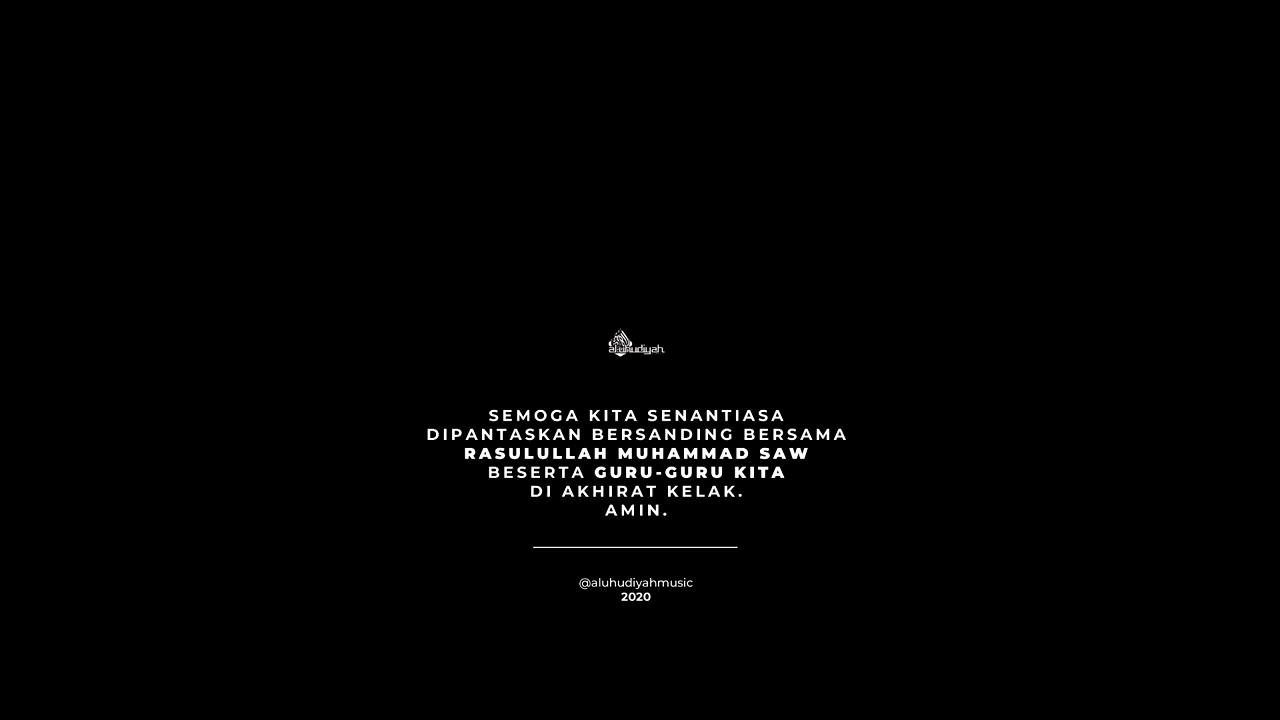 aluhudiyah
SEMOGA KITA SENANTIASA
DIPANTASKAN BERSANDING BERSAMA
RASULULLAH MUHAMMAD SAW
BESERTA GURU-GURU KITA
DI AKHIRAT KELAK.
AMIN.
@aluhudiyahmusic
2020